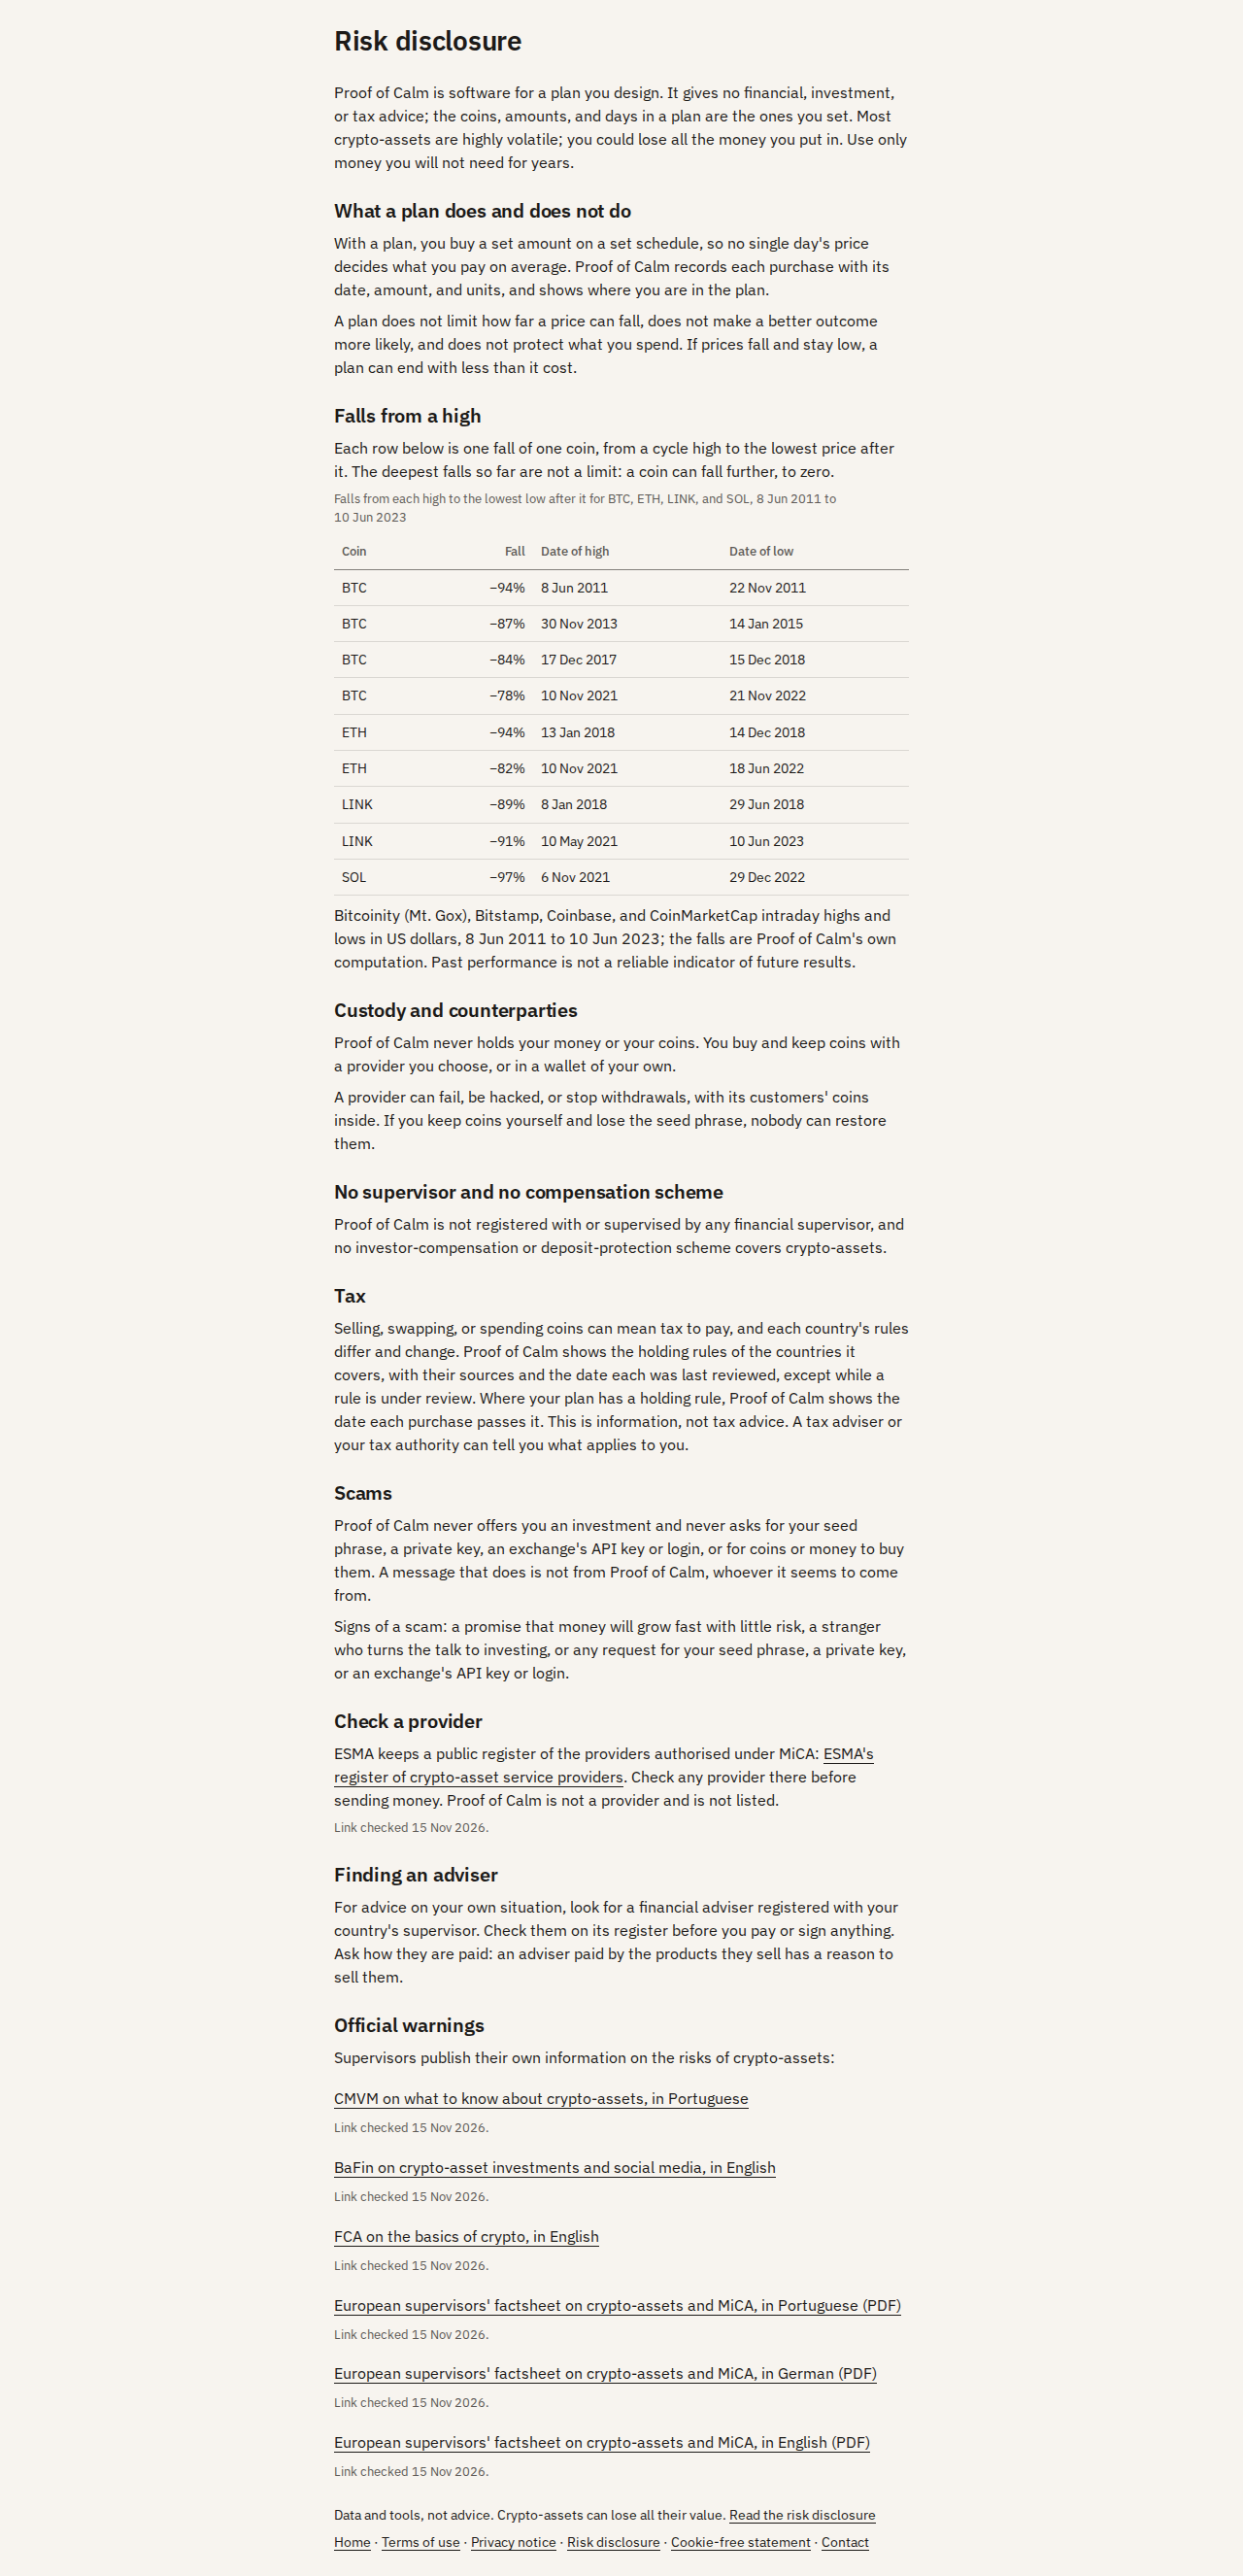 Risk disclosure
Proof of Calm is software for a plan you design. It gives no financial, investment,
or tax advice; the coins, amounts, and days in a plan are the ones you set. Most
crypto-assets are highly volatile; you could lose all the money you put in. Use only
money you will not need for years.
What a plan does and does not do
With a plan, you buy a set amount on a set schedule, so no single day's price
decides what you pay on average. Proof of Calm records each purchase with its
date, amount, and units, and shows where you are in the plan.
A plan does not limit how far a price can fall, does not make a better outcome
more likely, and does not protect what you spend. If prices fall and stay low, a
plan can end with less than it cost.
Falls from a high
Each row below is one fall of one coin, from a cycle high to the lowest price after
it. The deepest falls so far are not a limit: a coin can fall further, to zero.
Falls from each high to the lowest low after it for BTC, ETH, LINK, and SOL, 8 Jun 2011 to
10 Jun 2023
Coin Fall Date of high Date of low
BTC −94% 8 Jun 2011 22 Nov 2011
BTC −87% 30 Nov 2013 14 Jan 2015
BTC −84% 17 Dec 2017 15 Dec 2018
BTC −78% 10 Nov 2021 21 Nov 2022
ETH −94% 13 Jan 2018 14 Dec 2018
ETH −82% 10 Nov 2021 18 Jun 2022
LINK −89% 8 Jan 2018 29 Jun 2018
LINK −91% 10 May 2021 10 Jun 2023
SOL −97% 6 Nov 2021 29 Dec 2022
Bitcoinity (Mt. Gox), Bitstamp, Coinbase, and CoinMarketCap intraday highs and
lows in US dollars, 8 Jun 2011 to 10 Jun 2023; the falls are Proof of Calm's own
computation. Past performance is not a reliable indicator of future results.
Custody and counterparties
Proof of Calm never holds your money or your coins. You buy and keep coins with
a provider you choose, or in a wallet of your own.
A provider can fail, be hacked, or stop withdrawals, with its customers' coins
inside. If you keep coins yourself and lose the seed phrase, nobody can restore
them.
No supervisor and no compensation scheme
Proof of Calm is not registered with or supervised by any financial supervisor, and
no investor-compensation or deposit-protection scheme covers crypto-assets.
Tax
Selling, swapping, or spending coins can mean tax to pay, and each country's rules
differ and change. Proof of Calm shows the holding rules of the countries it
covers, with their sources and the date each was last reviewed, except while a
rule is under review. Where your plan has a holding rule, Proof of Calm shows the
date each purchase passes it. This is information, not tax advice. A tax adviser or
your tax authority can tell you what applies to you.
Scams
Proof of Calm never offers you an investment and never asks for your seed
phrase, a private key, an exchange's API key or login, or for coins or money to buy
them. A message that does is not from Proof of Calm, whoever it seems to come
from.
Signs of a scam: a promise that money will grow fast with little risk, a stranger
who turns the talk to investing, or any request for your seed phrase, a private key,
or an exchange's API key or login.
Check a provider
ESMA keeps a public register of the providers authorised under MiCA: ESMA's
register of crypto-asset service providers. Check any provider there before
sending money. Proof of Calm is not a provider and is not listed.
Link checked 15 Nov 2026.
Finding an adviser
For advice on your own situation, look for a financial adviser registered with your
country's supervisor. Check them on its register before you pay or sign anything.
Ask how they are paid: an adviser paid by the products they sell has a reason to
sell them.
Official warnings
Supervisors publish their own information on the risks of crypto-assets:
CMVM on what to know about crypto-assets, in Portuguese
Link checked 15 Nov 2026.
BaFin on crypto-asset investments and social media, in English
Link checked 15 Nov 2026.
FCA on the basics of crypto, in English
Link checked 15 Nov 2026.
European supervisors' factsheet on crypto-assets and MiCA, in Portuguese (PDF)
Link checked 15 Nov 2026.
European supervisors' factsheet on crypto-assets and MiCA, in German (PDF)
Link checked 15 Nov 2026.
European supervisors' factsheet on crypto-assets and MiCA, in English (PDF)
Link checked 15 Nov 2026.
Data and tools, not advice. Crypto-assets can lose all their value. Read the risk disclosure
Home · Terms of use · Privacy notice · Risk disclosure · Cookie-free statement · Contact